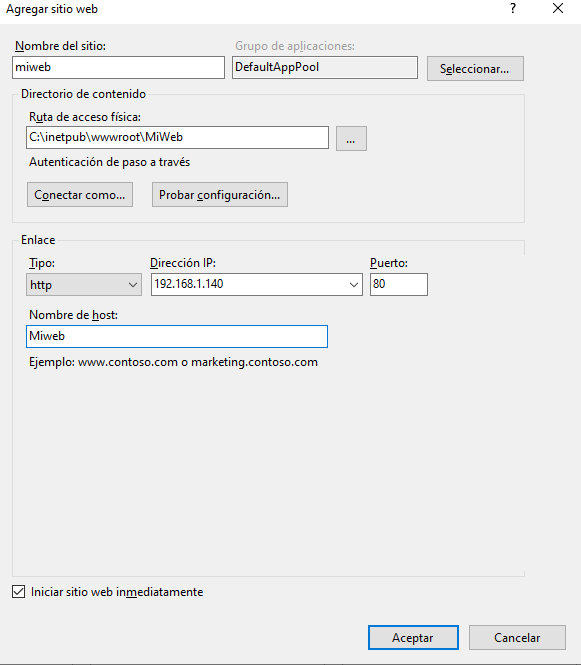 Agregar sitio web
?
Nombre del sitio: Grupo de aplicaciones:
miweb DefaultAppPool Seleccionar...
Directorio de contenido
Ruta de acceso física:
C:\inetpub\wwwroot\MiWeb ...
Autenticación de paso a través
Conectar como... Probar configuración...
Enlace
Tipo: Dirección IP: Puerto:
http 192.168.1.140 80
Nombre de host:
Miweb
Ejemplo: www.contoso.com o marketing.contoso.com
Iniciar sitio web inmediatamente
Aceptar Cancelar